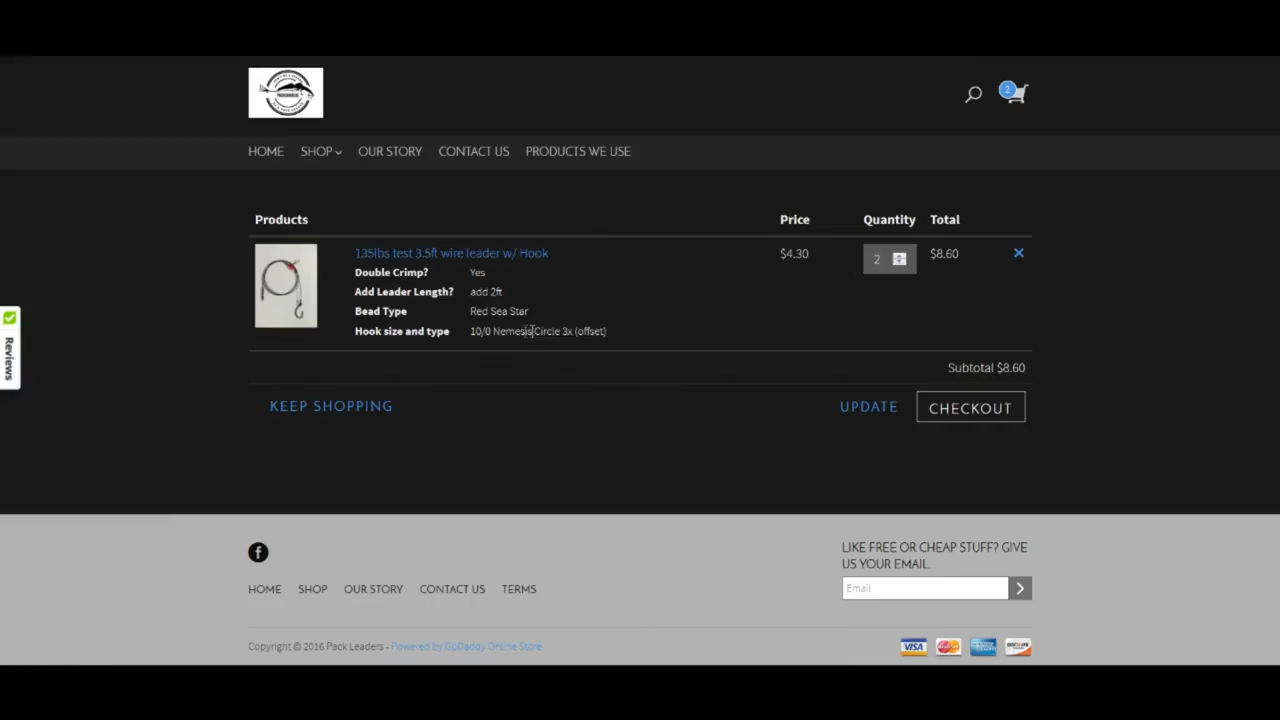 2
HOME SHOP OUR STORY CONTACT US PRODUCTS WE USE
Products Price Quantity Total
135lbs test 3.5ft wire leader w/ Hook $4.30 2 $8.60
Double Crimp? Yes
Add Leader Length? add 2ft
Bead Type Red Sea Star
Hook size and type 10/0 Nemesis Circle 3x (offset)
Reviews
Subtotal $8.60
KEEP SHOPPING UPDATE CHECKOUT
LIKE FREE OR CHEAP STUFF? GIVE
US YOUR EMAIL.
Email
HOME SHOP OUR STORY CONTACT US TERMS
Copyright © 2016 Pack Leaders - Powered by GoDaddy Online Store
VISA